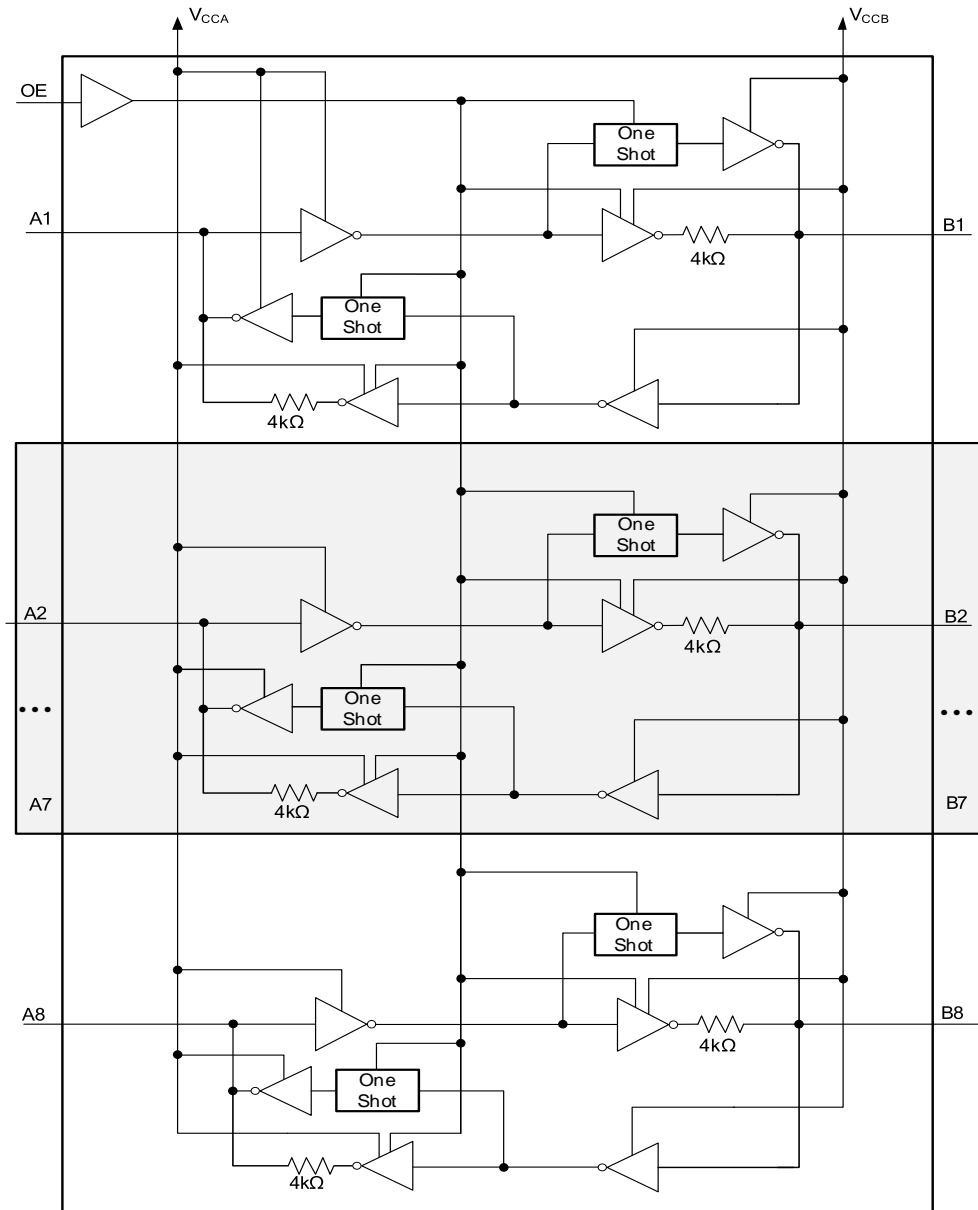 VCCA
VCCB
OE
One
Shot
A1
B1
4kΩ
One
Shot
4kΩ
One
Shot
A2
B2
4kΩ
One
Shot
...
...
4kΩ
A7
B7
One
Shot
A8
B8
4kΩ
One
Shot
4kΩ